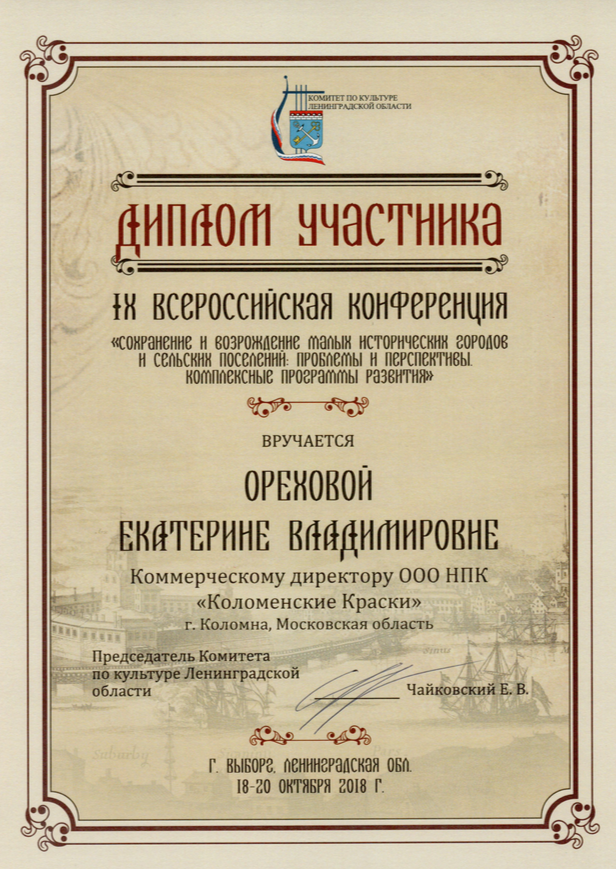 КОМИТЕТ ПО КУЛЬТУРЕ
ЛЕНИНГРАДСКОЙ ОБЛАСТИ
ДИПЛОМ УЧАСТНИКА
IX ВСЕРОССИЙСКАЯ КОНФЕРЕНЦИЯ
«СОХРАНЕНИЕ И ВОЗРОЖДЕНИЕ МАЛЫХ ИСТОРИЧЕСКИХ ГОРОДОВ
И СЕЛЬСКИХ ПОСЕЛЕНИЙ: ПРОБЛЕМЫ И ПЕРСПЕКТИВЫ.
КОМПЛЕКСНЫЕ ПРОГРАММЫ РАЗВИТИЯ»
ВРУЧАЕТСЯ
ОРЕХОВОЙ
ЕКАТЕРИНЕ ВЛАДИМИРОВНЕ
Коммерческому директору ООО НПК
«Коломенские Краски»
г. Коломна, Московская область
Председатель Комитета
по культуре Ленинградской
области
Чайковский Е. В.
Suburby
Г. ВЫБОРГ, ЛЕНИНГРАДСКАЯ ОБЛ.
18-20 ОКТЯБРЯ 2018 Г.